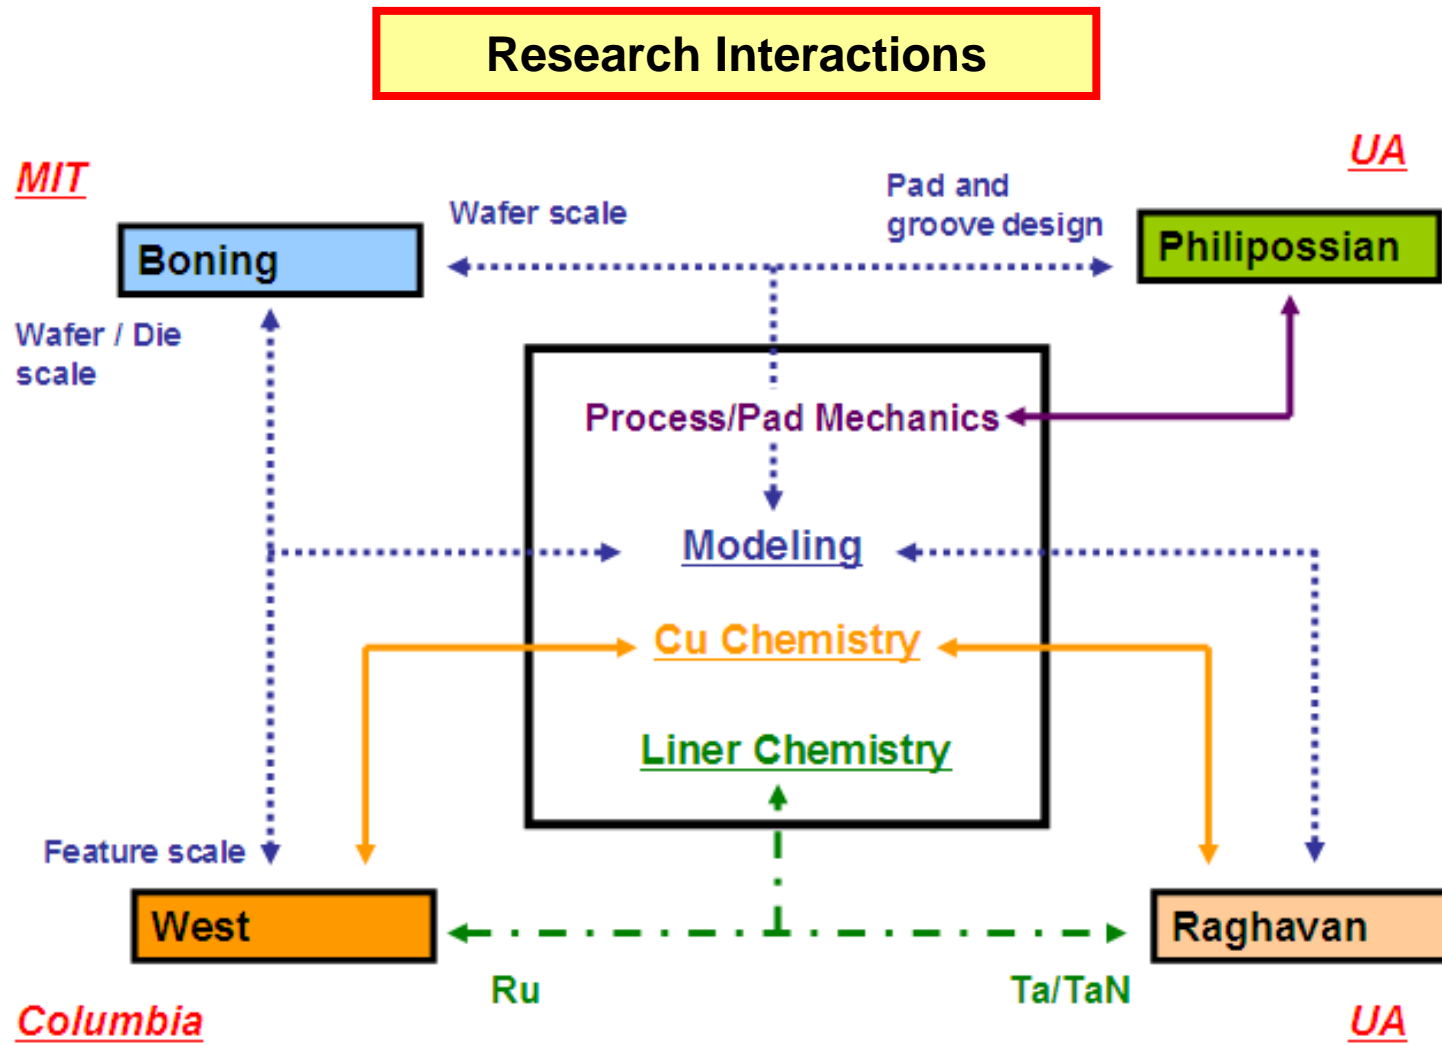 Research Interactions
MIT
UA
Wafer scale
Pad and
groove design
Boning
Philipossian
Wafer / Die
scale
Process/Pad Mechanics
Modeling
Cu Chemistry
Liner Chemistry
Feature scale
West
Raghavan
Ru
Ta/TaN
Columbia
UA